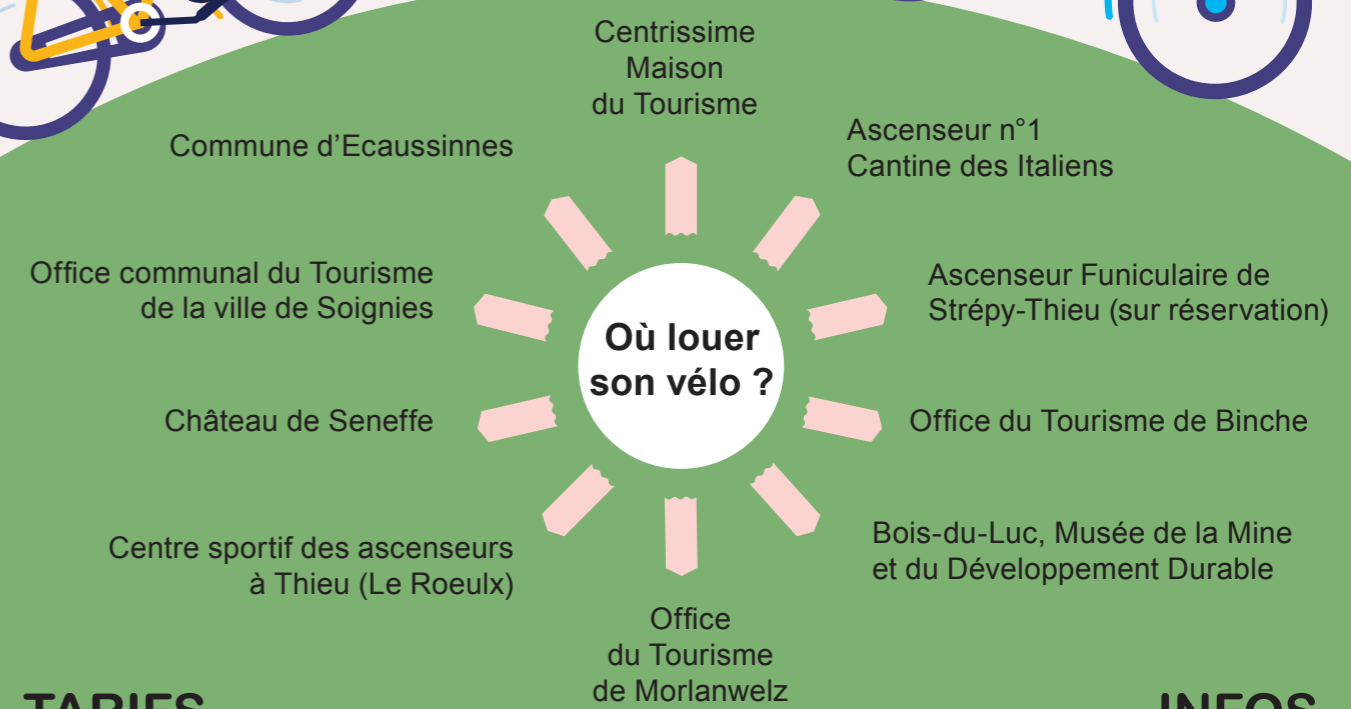 Centrissime
Maison
du Tourisme
Ascenseur n°1
Cantine des Italiens
Commune d'Ecaussinnes
Office communal du Tourisme
de la ville de Soignies
Ascenseur Funiculaire de
Strépy-Thieu (sur réservation)
Où louer
son vélo ?
Château de Seneffe
Office du Tourisme de Binche
Centre sportif des ascenseurs
à Thieu (Le Roeulx)
Bois-du-Luc, Musée de la Mine
et du Développement Durable
Office
du Tourisme
de Morlanwelz
TARIFS
INFOS